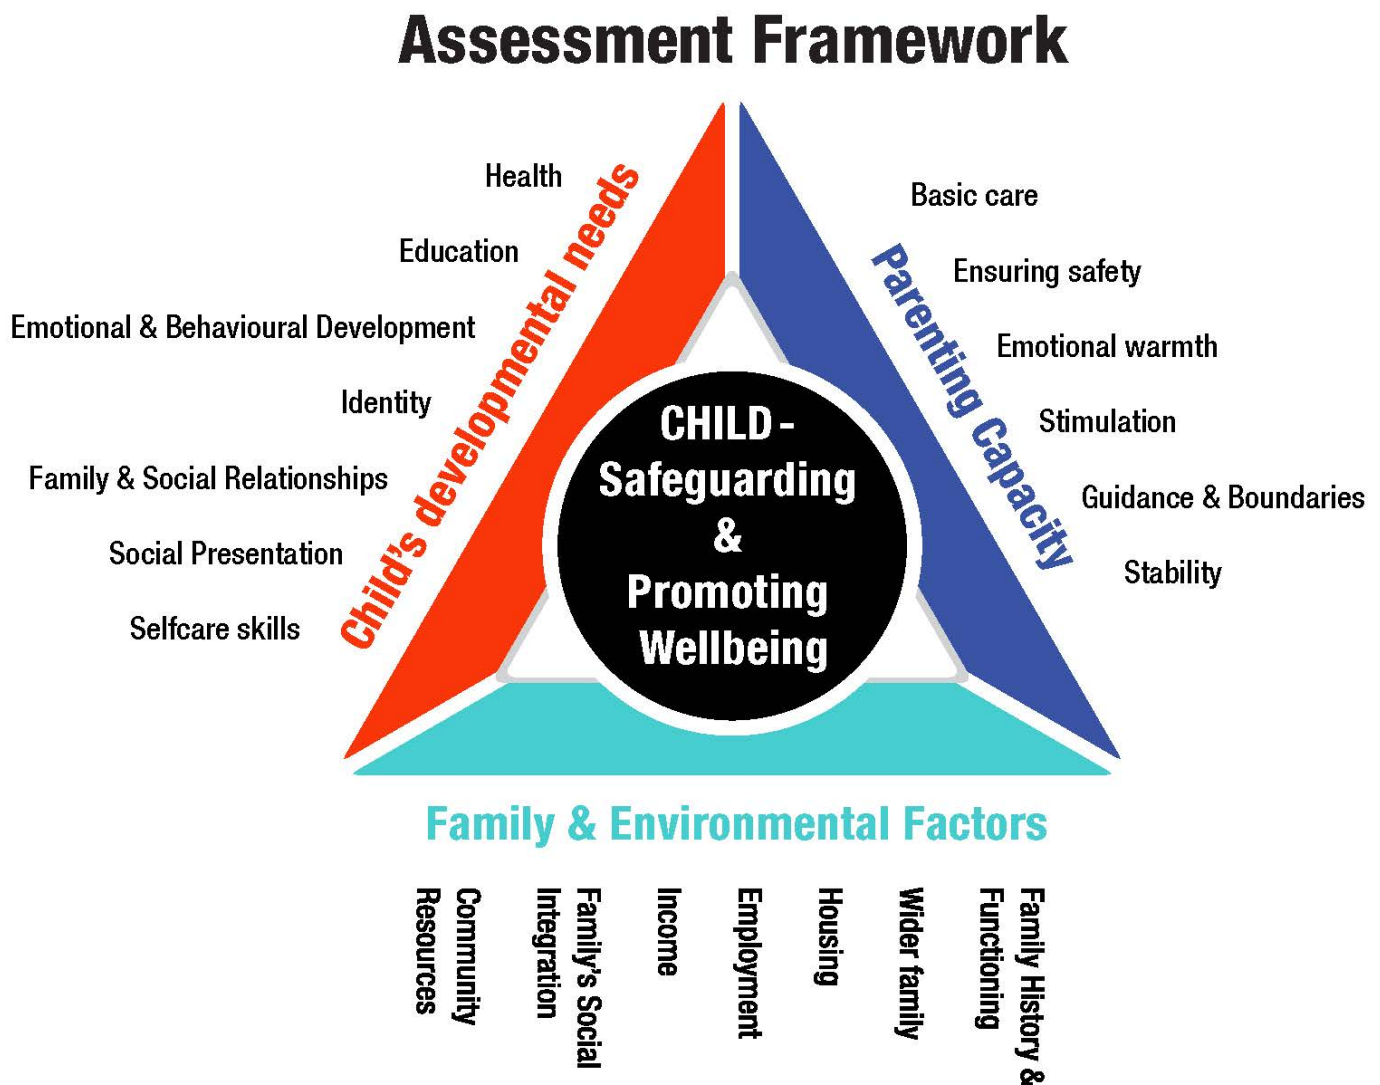 Assessment Framework
Health
Education
Emotional & Behavioural Development
Identity
Family & Social Relationships
Social Presentation
Selfcare skills
Child's developmental needs
CHILD -
Safeguarding
&
Promoting
Wellbeing
Parenting Capacity
Basic care
Ensuring safety
Emotional warmth
Stimulation
Guidance & Boundaries
Stability
Family & Environmental Factors
Community
Resources
Family's Social
Integration
Income
Employment
Housing
Wider family
Family History &
Functioning